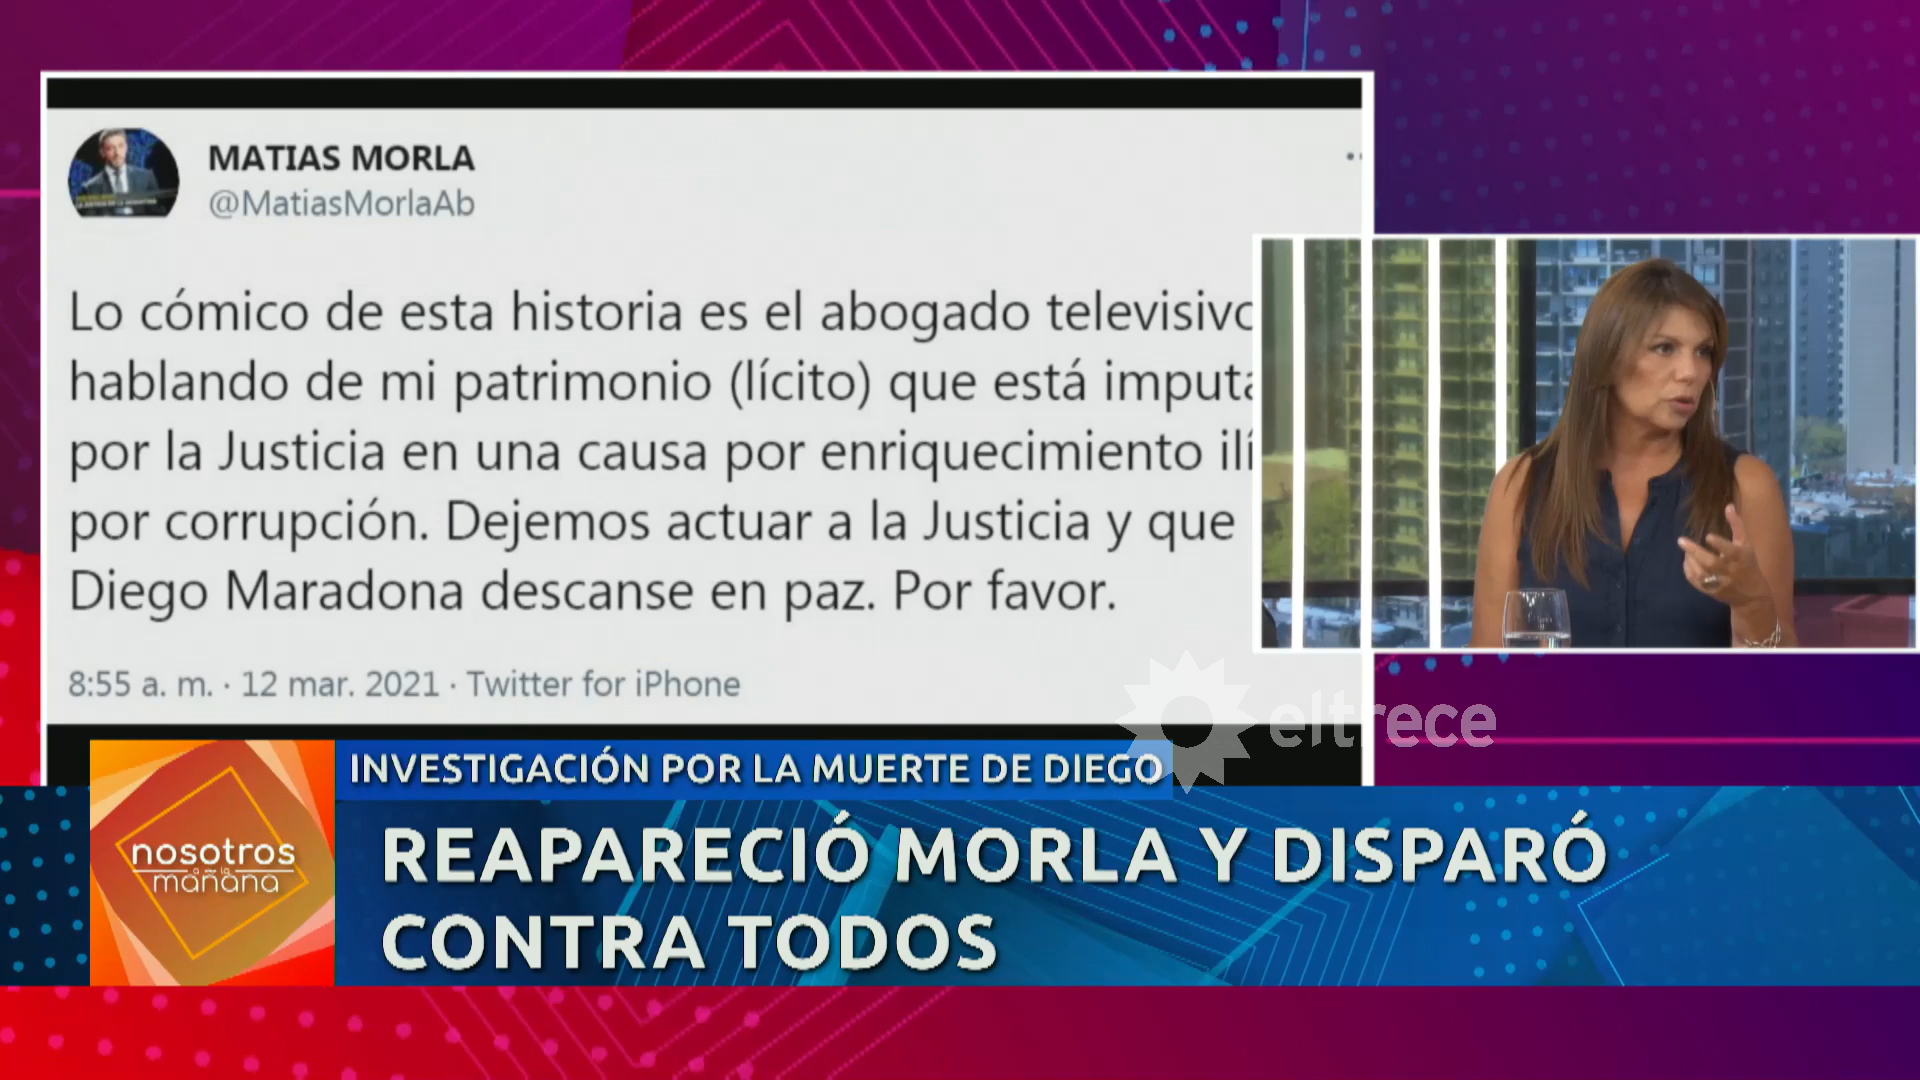 MATIAS MORLA
@MatiasMorlaAb
Lo cómico de esta historia es el abogado televisivo
hablando de mi patrimonio (lícito) que está imputa
por la Justicia en una causa por enriquecimiento ilí
por corrupción. Dejemos actuar a la Justicia y que
Diego Maradona descanse en paz. Por favor.
8:55 a. m. · 12 mar. 2021 · Twitter for iPhone
eltrece
INVESTIGACIÓN POR LA MUERTE DE DIEGO
nosotros
a la
mañana
REAPARECIÓ MORLA Y DISPARÓ
CONTRA TODOS